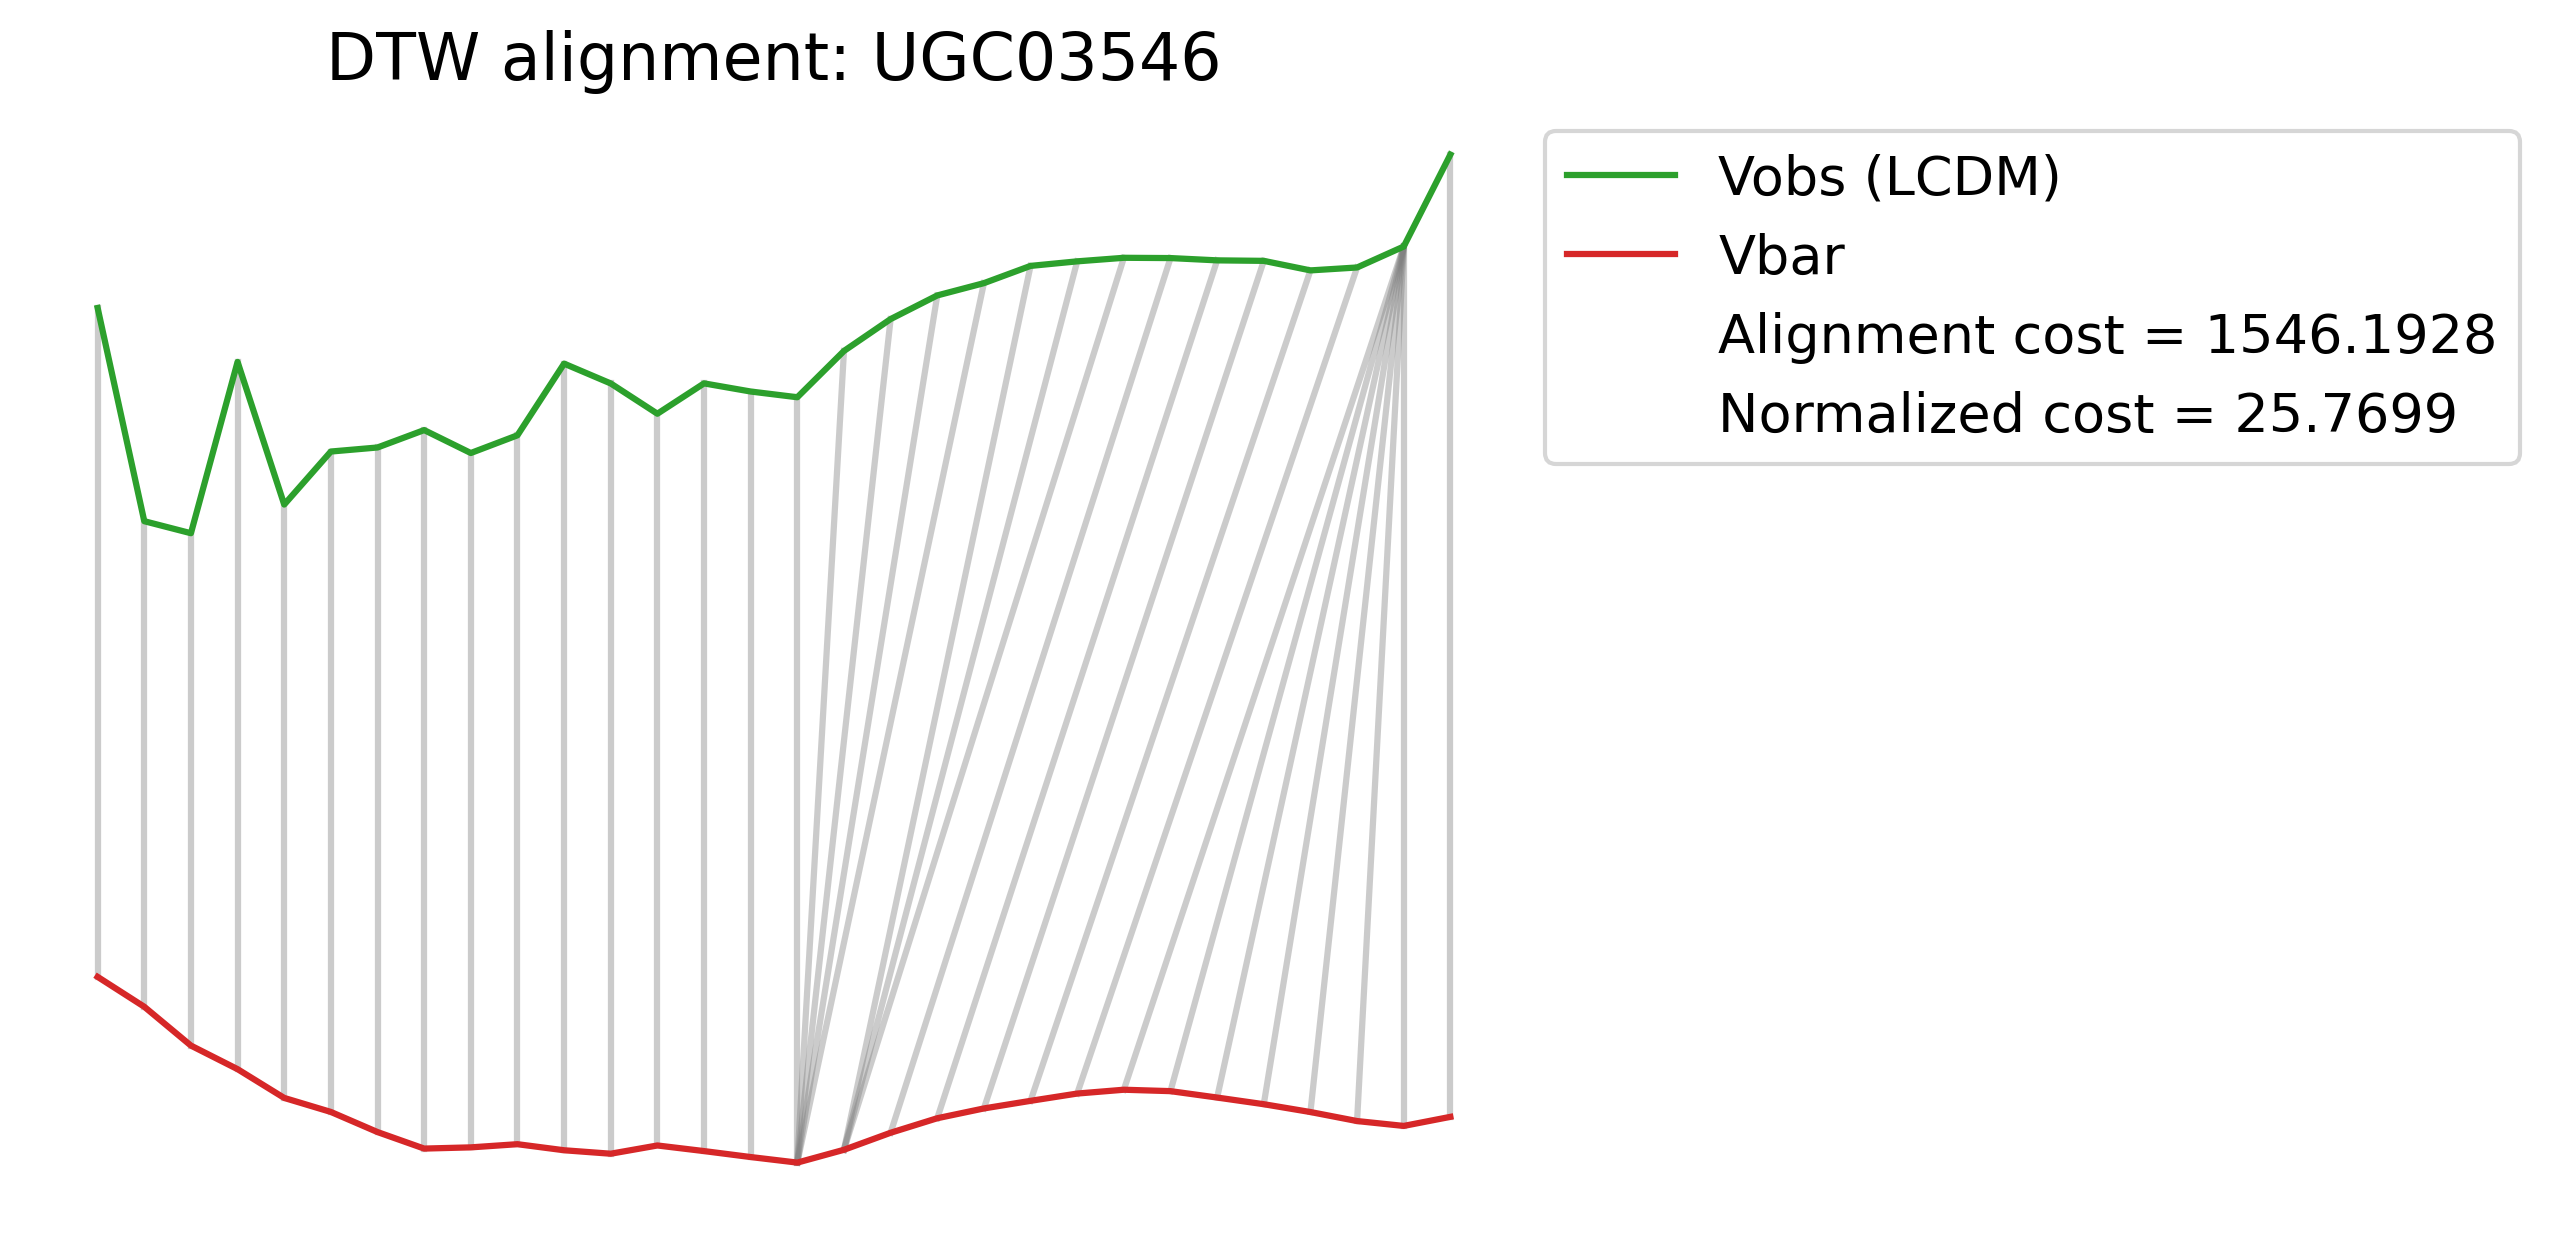 DTW alignment: UGC03546
Vobs (LCDM)
Vbar
Alignment cost = 1546.1928
Normalized cost = 25.7699